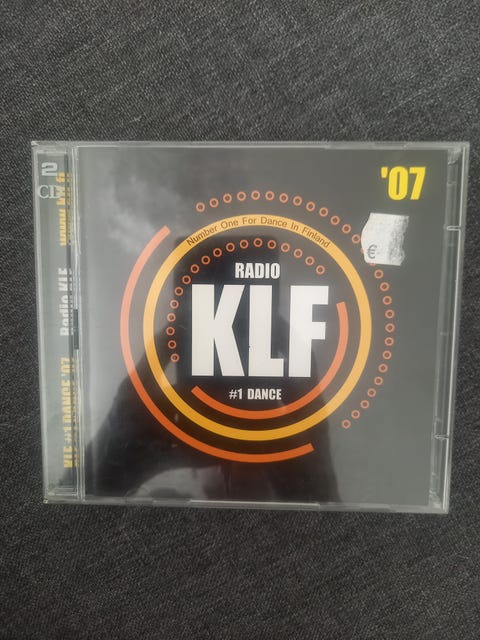 2
CD
KLF #1 DANCE '07
Radio KLF
'07
€
Number One For Dance In Finland
RADIO
KLF
#1 DANCE